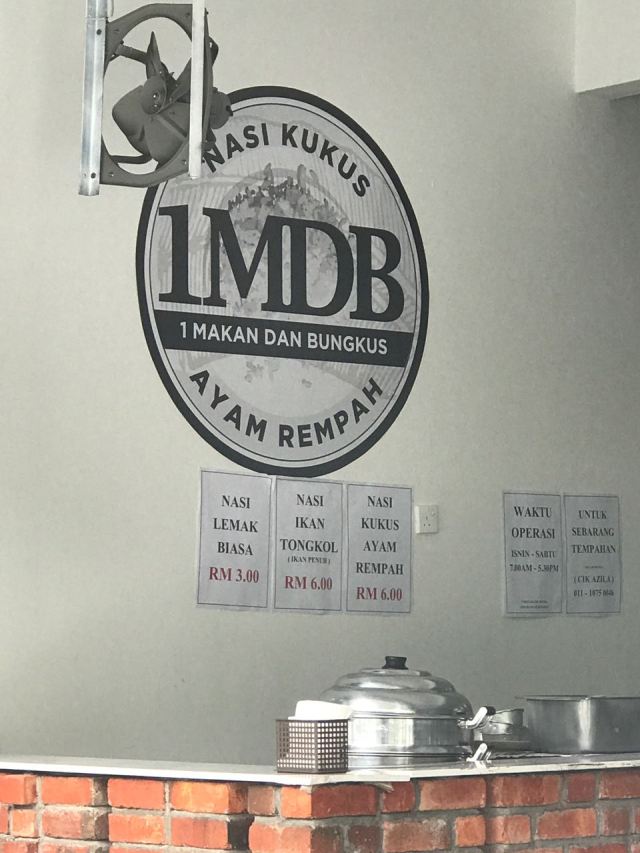 NASI KUKUS
1MDB
1 MAKAN DAN BUNGKUS
AYAM REMPAH
NASI
LEMAK
BIASA
RM 3.00
NASI
IKAN
TONGKOL
( IKAN PENUH )
RM 6.00
NASI
KUKUS
AYAM
REMPAH
RM 6.00
WAKTU
OPERASI
ISNIN - SABTU
7.00AM - 5.30PM
UNTUK
SEBARANG
TEMPAHAN
( CIK AZILA )